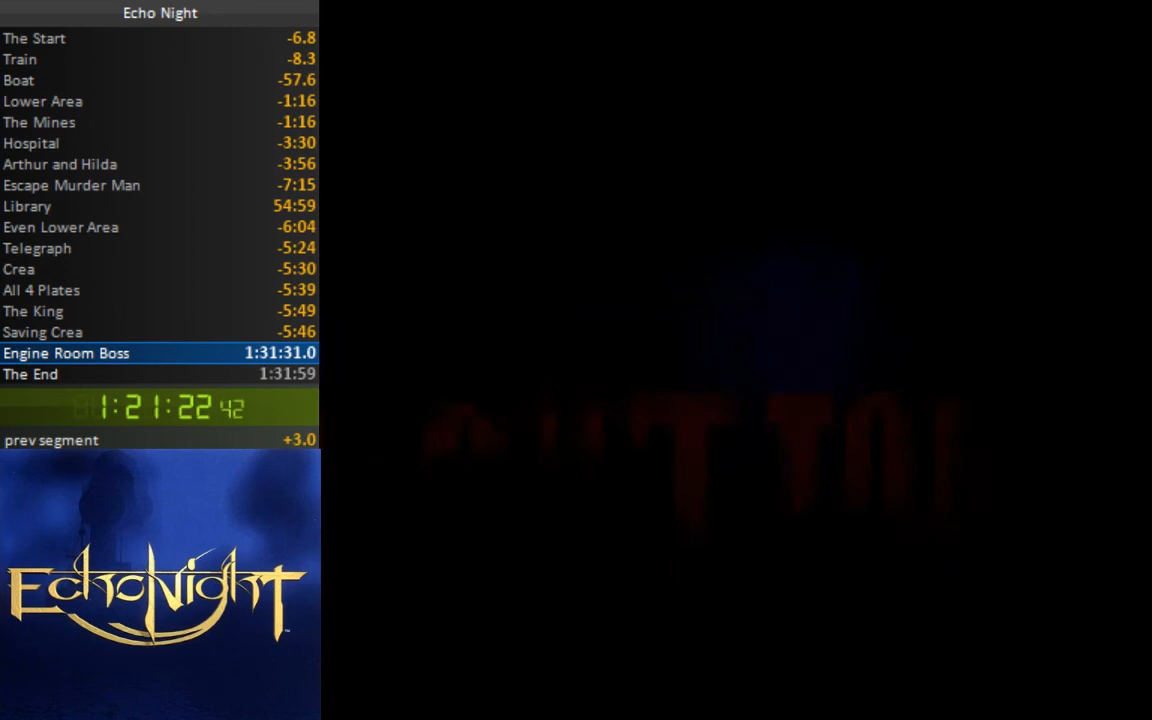 Echo Night
The Start -6.8
Train -8.3
Boat -57.6
Lower Area -1:16
The Mines -1:16
Hospital -3:30
Arthur and Hilda -3:56
Escape Murder Man -7:15
Library 54:59
Even Lower Area -6:04
Telegraph -5:24
Crea -5:30
All 4 Plates -5:39
The King -5:49
Saving Crea -5:46
Engine Room Boss 1:31:31.0
The End 1:31:59
1:21:22 42
prev segment +3.0
EchoNight